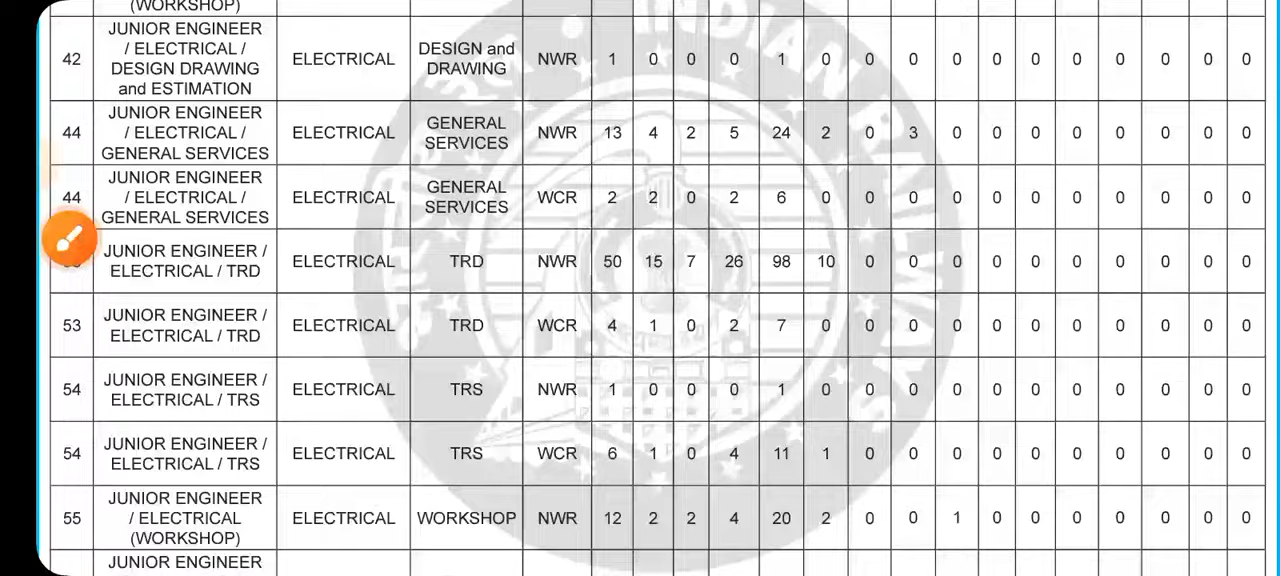 (WORKSHOP)
42 JUNIOR ENGINEER / ELECTRICAL / DESIGN DRAWING and ESTIMATION ELECTRICAL DESIGN and DRAWING NWR 1 0 0 0 1 0 0 0 0 0 0 0 0 0 0 0
44 JUNIOR ENGINEER / ELECTRICAL / GENERAL SERVICES ELECTRICAL GENERAL SERVICES NWR 13 4 2 5 24 2 0 3 0 0 0 0 0 0 0 0
44 JUNIOR ENGINEER / ELECTRICAL / GENERAL SERVICES ELECTRICAL GENERAL SERVICES WCR 2 2 0 2 6 0 0 0 0 0 0 0 0 0 0 0
JUNIOR ENGINEER / ELECTRICAL / TRD ELECTRICAL TRD NWR 50 15 7 26 98 10 0 0 0 0 0 0 0 0 0 0
53 JUNIOR ENGINEER / ELECTRICAL / TRD ELECTRICAL TRD WCR 4 1 0 2 7 0 0 0 0 0 0 0 0 0 0 0
54 JUNIOR ENGINEER / ELECTRICAL / TRS ELECTRICAL TRS NWR 1 0 0 0 1 0 0 0 0 0 0 0 0 0 0 0
54 JUNIOR ENGINEER / ELECTRICAL / TRS ELECTRICAL TRS WCR 6 1 0 4 11 1 0 0 0 0 0 0 0 0 0 0
55 JUNIOR ENGINEER / ELECTRICAL (WORKSHOP) ELECTRICAL WORKSHOP NWR 12 2 2 4 20 2 0 0 1 0 0 0 0 0 0 0
JUNIOR ENGINEER
INDIAN RAILWAYS